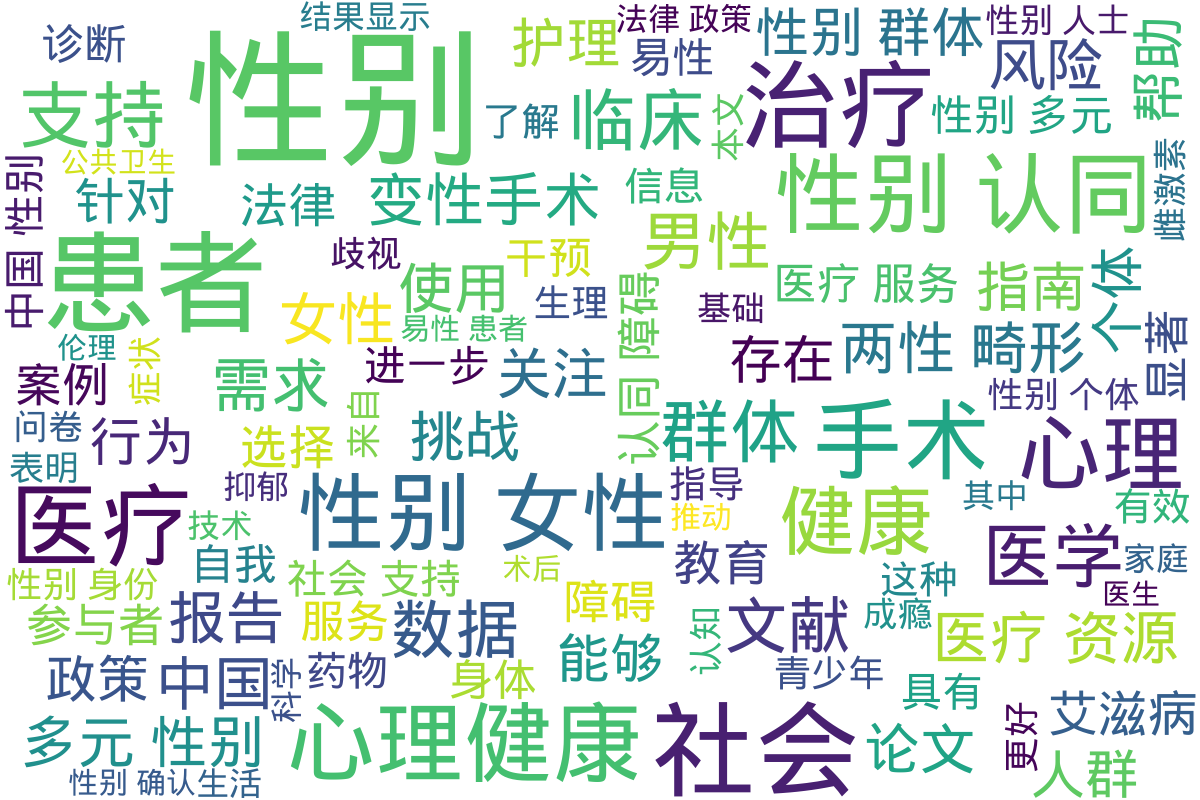 结果显示
法律 政策
性别 群体
性别 人士
诊断
性别
护理
易性
风险
帮助
支持
了解
临床
本文
治疗
性别 多元
公共卫生
针对
法律
变性手术
信息
性别 认同
雌激素
中国 性别
患者
歧视
干预
男性
使用
生理
医疗 服务
指南
个体
女性
易性 患者
认同 障碍
基础
伦理
症状
案例
需求
进一步
关注
存在
两性 畸形
显著
性别 个体
问卷
行为
选择
来自
挑战
群体
手术
心理
表明
医疗
抑郁
性别 女性
指导
推动
健康
其中
有效
技术
医学
自我
术后
教育
家庭
性别 身份
社会 支持
障碍
这种
医生
参与者
报告
服务
数据
能够
认知
文献
成瘾
医疗 资源
政策
中国
科学
药物
身体
青少年
具有
艾滋病
多元 性别
心理健康
社会
论文
更好
人群
性别 确认生活